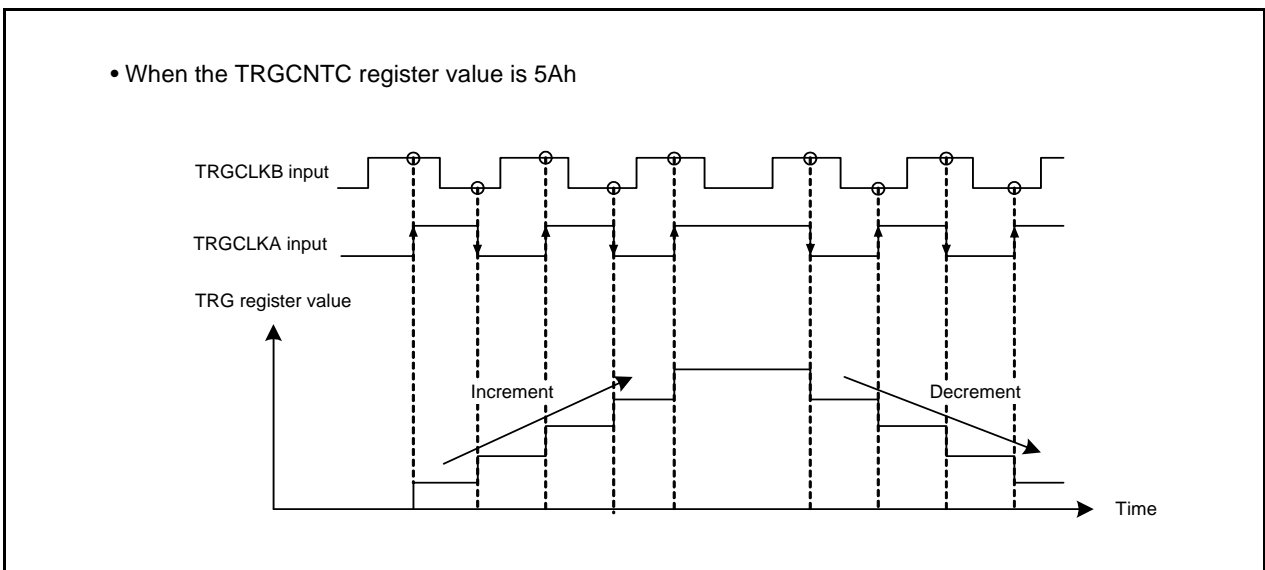 • When the TRGCNTC register value is 5Ah
TRGCLKB input
TRGCLKA input
TRG register value
Increment
Decrement
Time